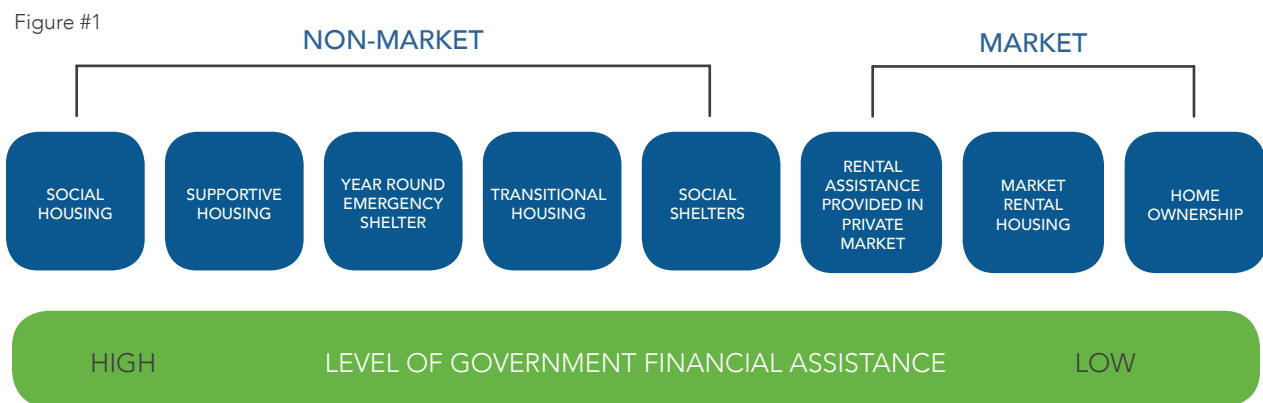 Figure #1
NON-MARKET
MARKET
SOCIAL
HOUSING
SUPPORTIVE
HOUSING
YEAR ROUND
EMERGENCY
SHELTER
TRANSITIONAL
HOUSING
SOCIAL
SHELTERS
RENTAL
ASSISTANCE
PROVIDED IN
PRIVATE
MARKET
MARKET
RENTAL
HOUSING
HOME
OWNERSHIP
HIGH
LEVEL OF GOVERNMENT FINANCIAL ASSISTANCE
LOW